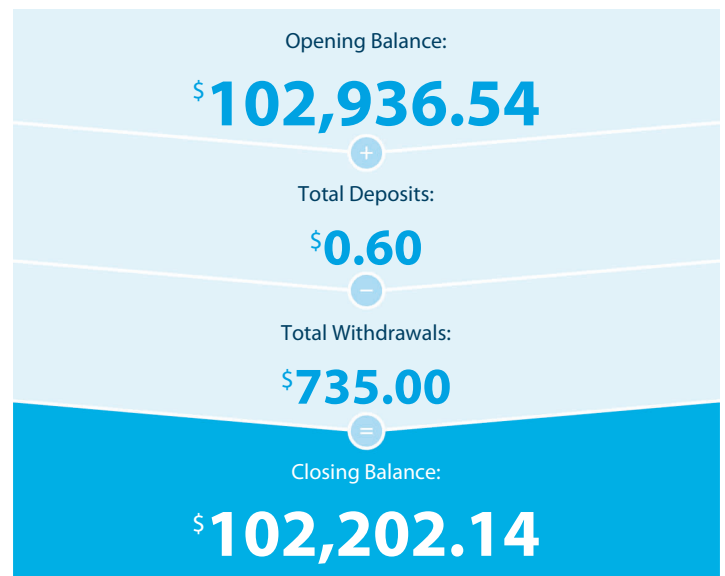 Opening Balance:
$102,936.54
+
Total Deposits:
$0.60
−
Total Withdrawals:
$735.00
=
Closing Balance:
$102,202.14